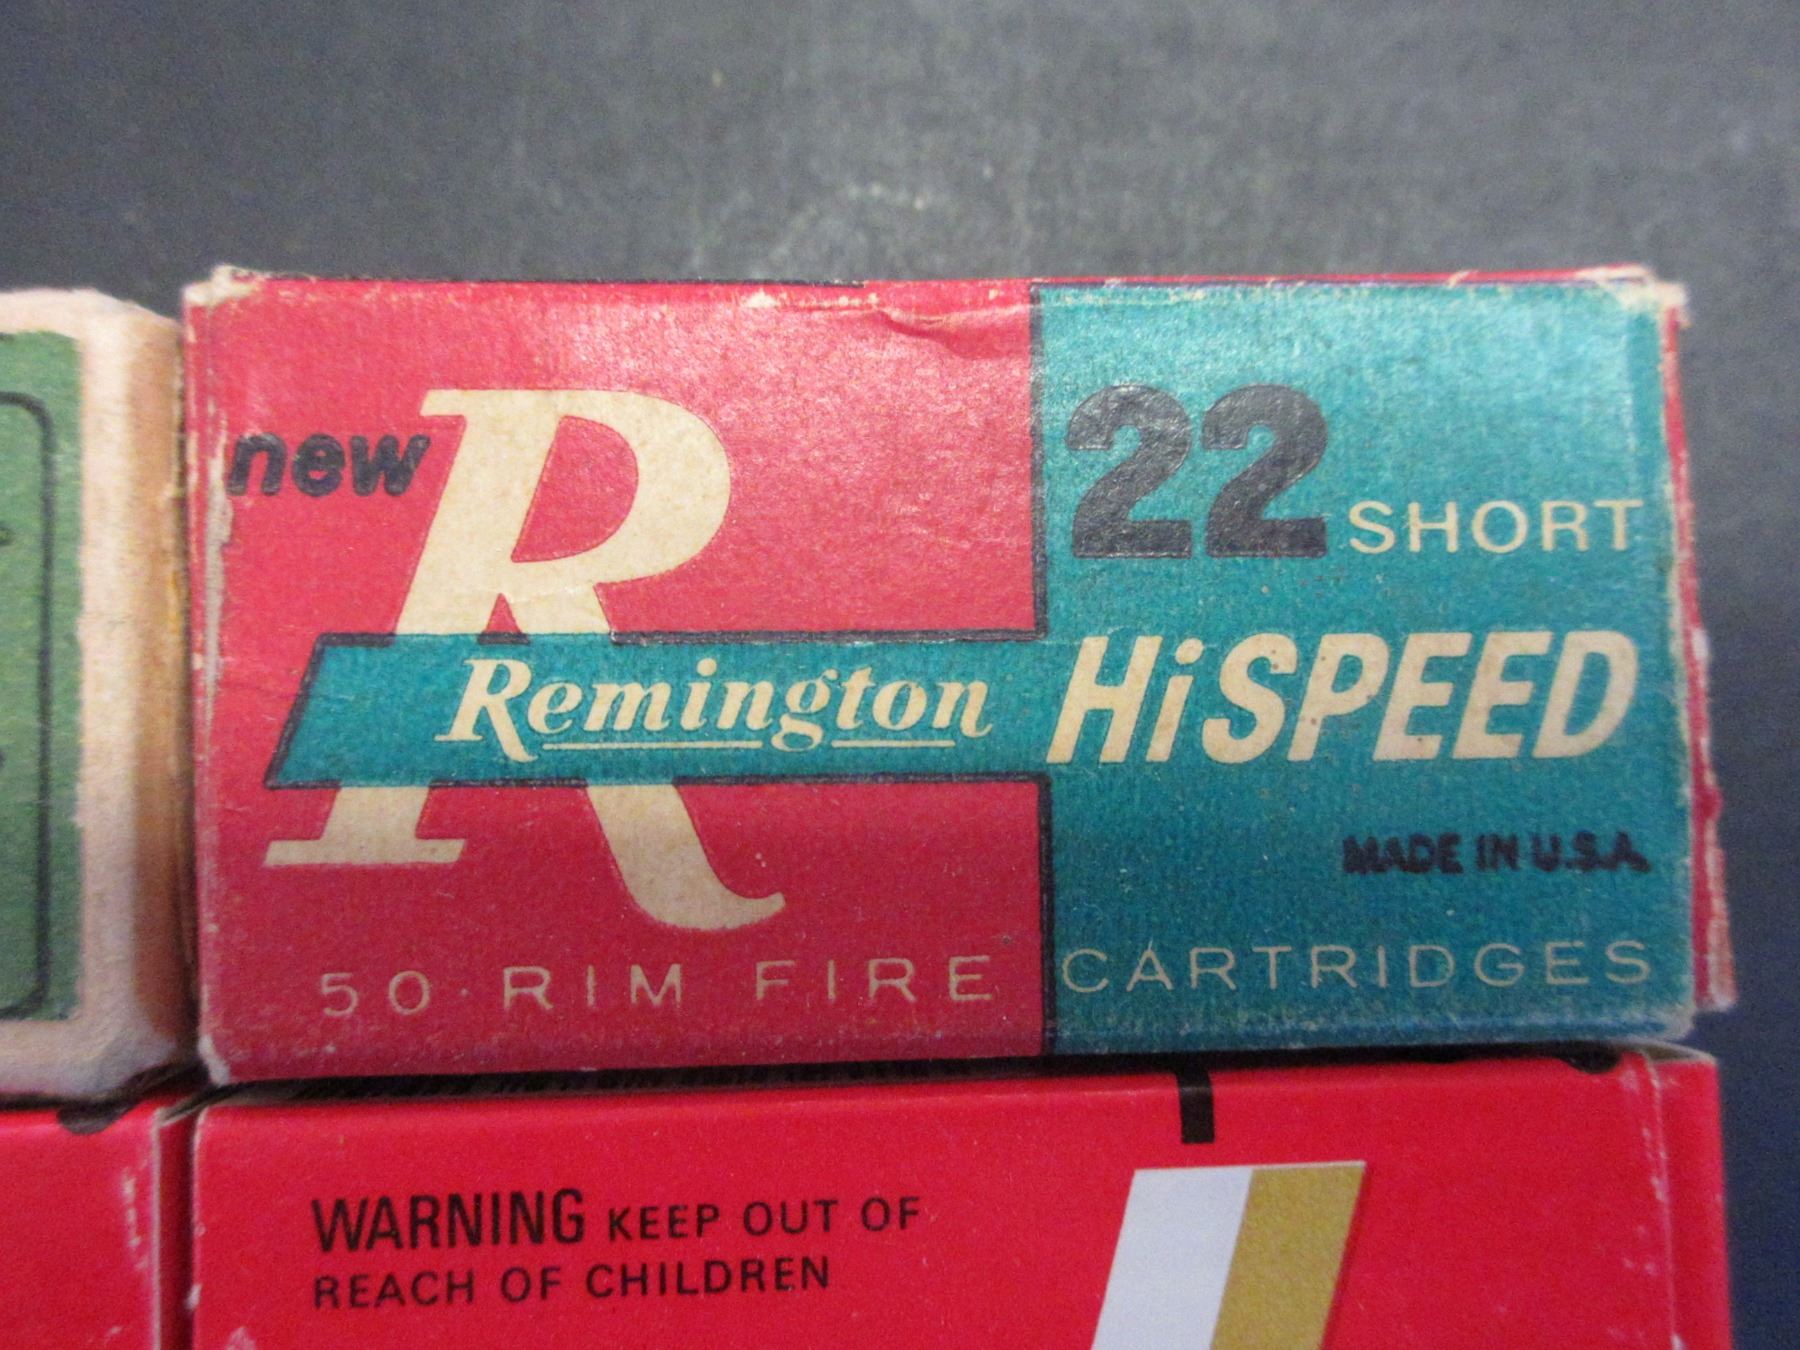 new
R
22 SHORT
Remington HiSPEED
MADE IN U.S.A.
50 RIM FIRE CARTRIDGES
WARNING KEEP OUT OF
REACH OF CHILDREN